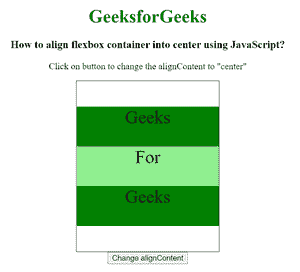 GeeksforGeeks
How to align flexbox container into center using JavaScript?
Click on button to change the alignContent to "center"
Geeks
For
Geeks
Change alignContent